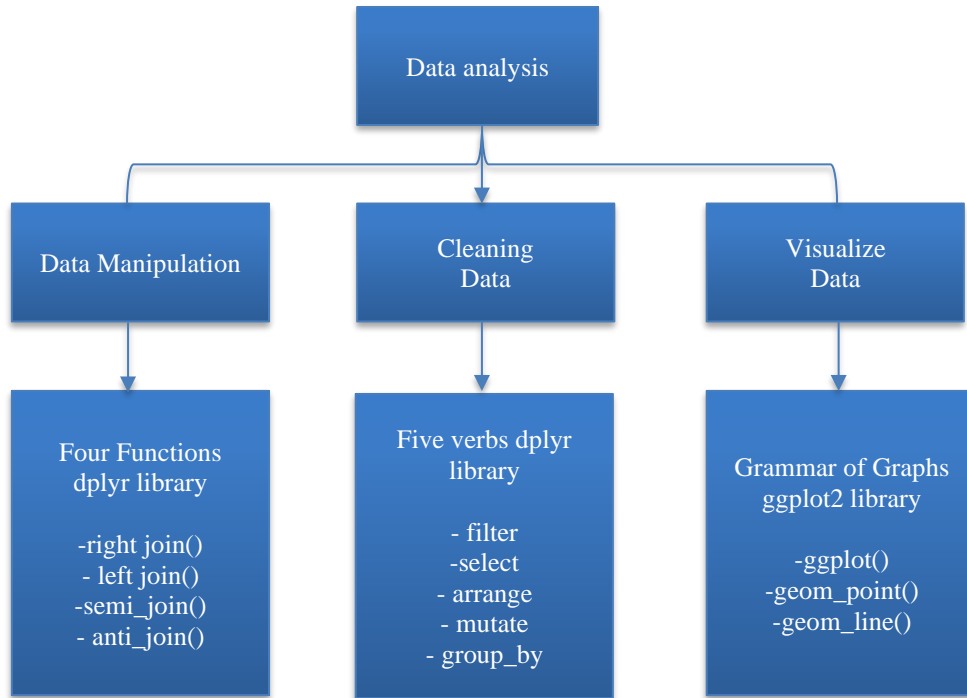 Data analysis
Data Manipulation
Cleaning
Data
Visualize
Data
Four Functions
dplyr library
-right join()
- left join()
-semi_join()
- anti_join()
Five verbs dplyr
library
- filter
-select
- arrange
- mutate
- group_by
Grammar of Graphs
ggplot2 library
-ggplot()
-geom_point()
-geom_line()